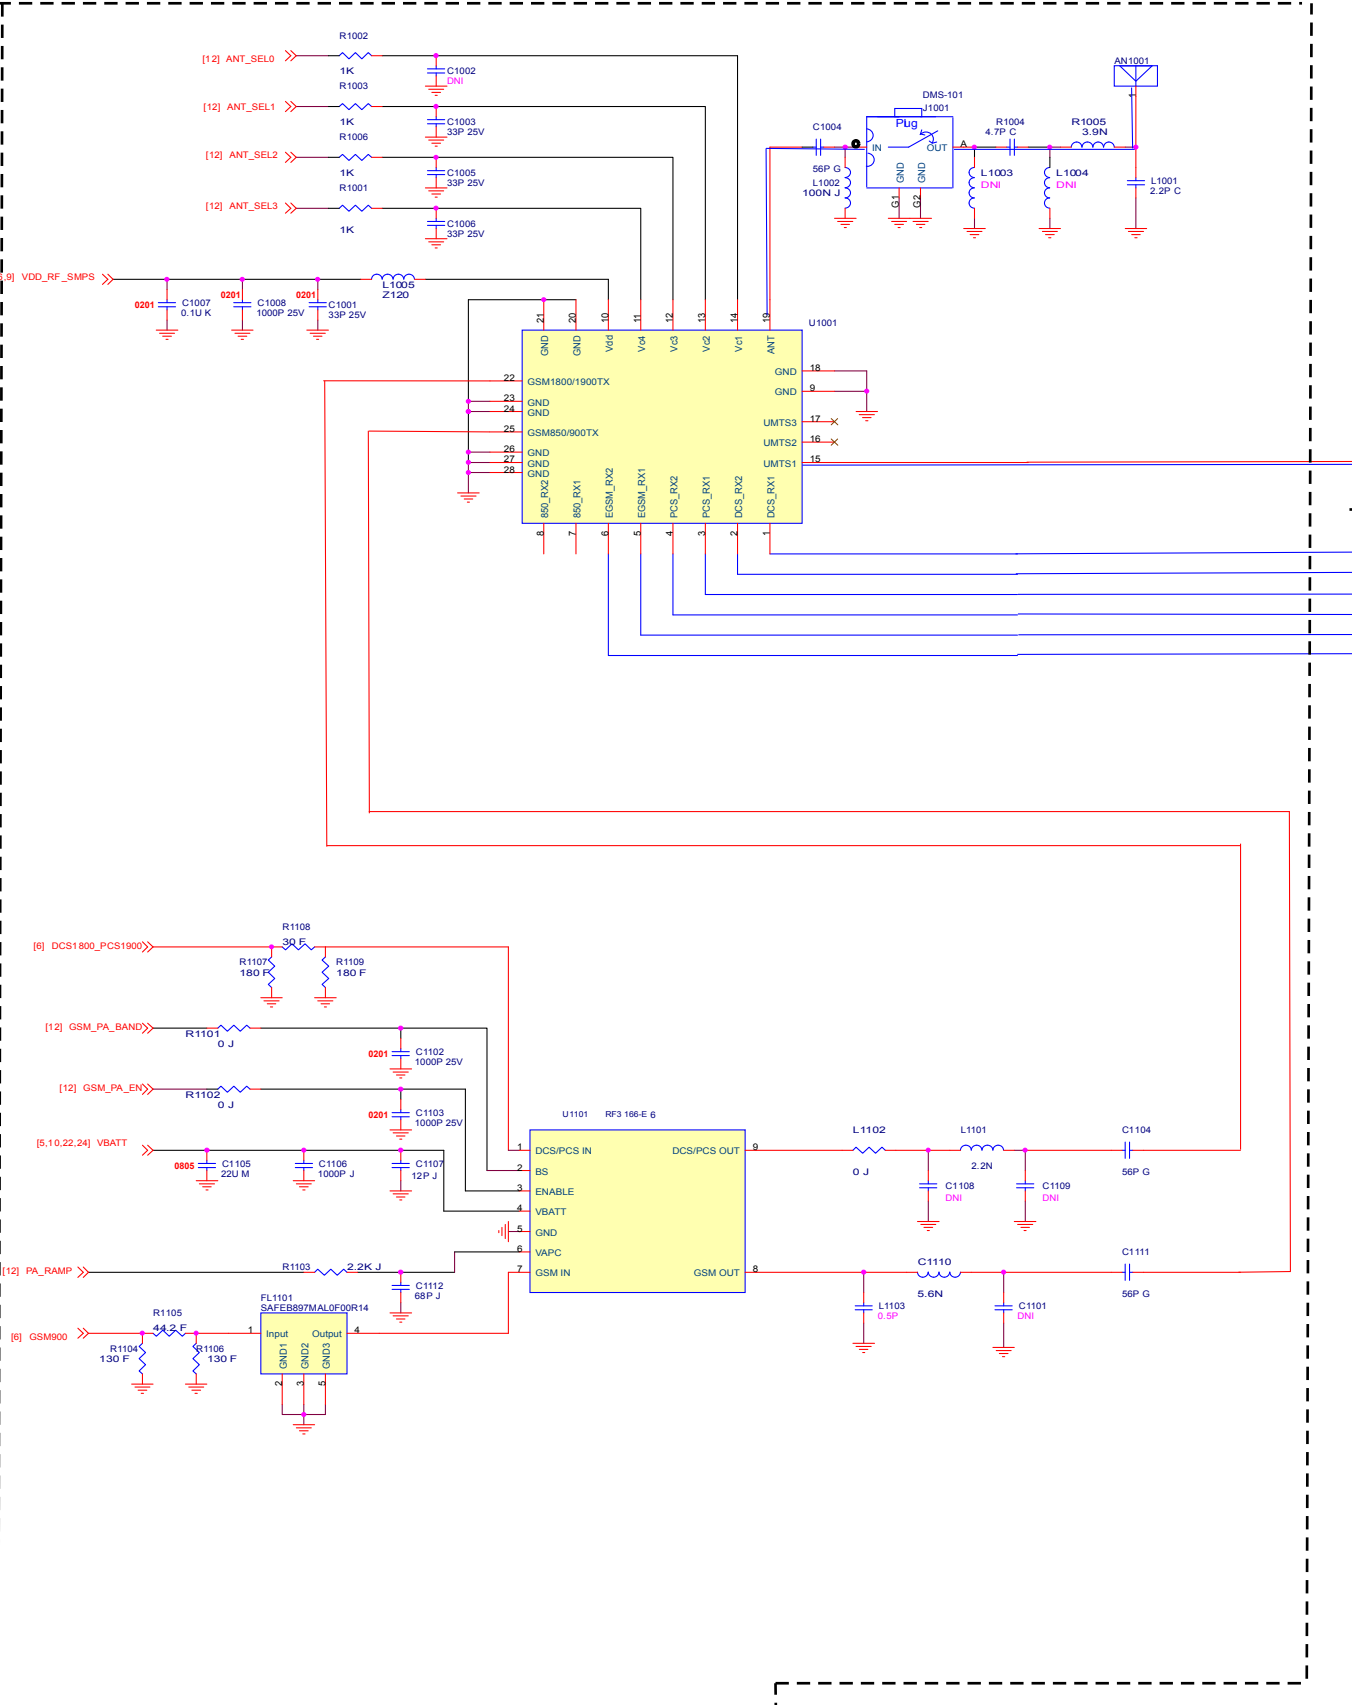 R1002
[12] ANT_SEL0
1K
C1002
DNI
R1003
[12] ANT_SEL1
1K
C1003
33P 25V
R1006
[12] ANT_SEL2
1K
C1005
33P 25V
R1001
[12] ANT_SEL3
1K
C1006
33P 25V
AN1001
1
DMS-101
J1001
Plug
IN
OUT
A
GND
GND
G1
G2
C1004
56P G
L1002
100N J
R1004
4.7P C
R1005
3.9N
L1003
DNI
L1004
DNI
L1001
2.2P C
,9] VDD_RF_SMPS
L1005
Z120
0201
C1007
0.1U K
0201
C1008
1000P 25V
0201
C1001
33P 25V
U1001
21
20
10
11
12
13
14
19
GND
GND
Vdd
Vc4
Vc3
Vc2
Vc1
ANT
22 GSM1800/1900TX
23 GND
24 GND
25 GSM850/900TX
26 GND
27 GND
28 GND
GND 18
GND 9
UMTS3 17
UMTS2 16
UMTS1 15
850_RX2
850_RX1
EGSM_RX2
EGSM_RX1
PCS_RX2
PCS_RX1
DCS_RX2
DCS_RX1
8
7
6
5
4
3
2
1
R1108
30 F
[6] DCS1800_PCS1900
R1107
180 F
R1109
180 F
[12] GSM_PA_BAND
R1101
0 J
0201
C1102
1000P 25V
[12] GSM_PA_EN
R1102
0 J
0201
C1103
1000P 25V
[5,10,22,24] VBATT
0805
C1105
22U M
C1106
1000P J
C1107
12P J
U1101 RF3 166-E 6
1 DCS/PCS IN
2 BS
3 ENABLE
4 VBATT
5 GND
6 VAPC
7 GSM IN
DCS/PCS OUT 9
GSM OUT 8
L1102
0 J
L1101
2.2N
C1104
56P G
C1108
DNI
C1109
DNI
C1110
5.6N
C1111
56P G
L1103
0.5P
C1101
DNI
[12] PA_RAMP
R1103
2.2K J
C1112
68P J
FL1101
SAFEB897MAL0F00R14
1 Input
Output 4
GND1
GND2
GND3
2
3
5
R1105
44.2 F
[6] GSM900
R1104
130 F
R1106
130 F